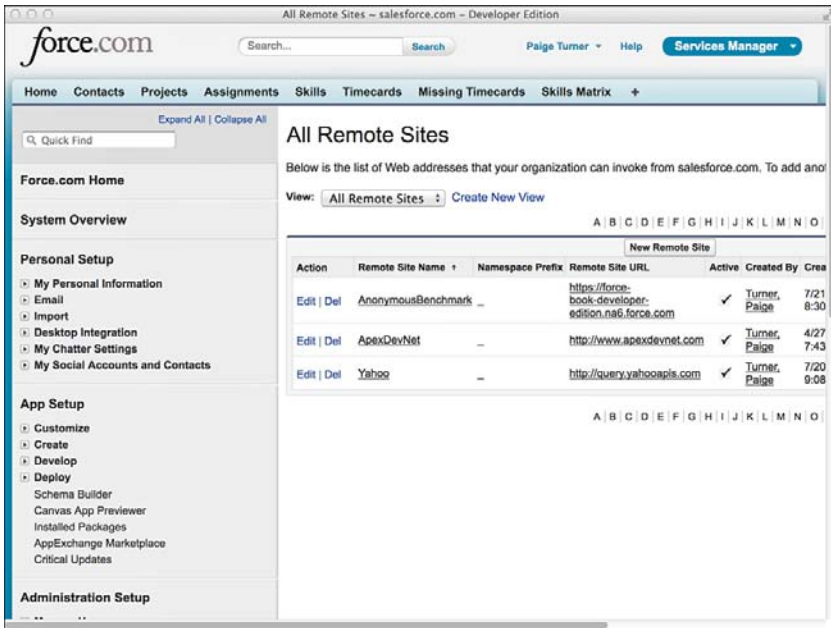 All Remote Sites ~ salesforce.com – Developer Edition
force.com
Search...
Search
Paige Turner
Help
Services Manager
Home Contacts Projects Assignments Skills Timecards Missing Timecards Skills Matrix +
Expand All | Collapse All
Quick Find
Force.com Home
System Overview
Personal Setup
My Personal Information
Email
Import
Desktop Integration
My Chatter Settings
My Social Accounts and Contacts
App Setup
Customize
Create
Develop
Deploy
Schema Builder
Canvas App Previewer
Installed Packages
AppExchange Marketplace
Critical Updates
Administration Setup
All Remote Sites
Below is the list of Web addresses that your organization can invoke from salesforce.com. To add ano
View: All Remote Sites Create New View
A | B | C | D | E | F | G | H | I | J | K | L | M | N | O
New Remote Site
Action Remote Site Name ↑ Namespace Prefix Remote Site URL Active Created By Crea
Edit | Del AnonymousBenchmark _ https://force-
book-developer-
edition.na6.force.com ✓ Turner,
Paige 7/21
8:30
Edit | Del ApexDevNet _ http://www.apexdevnet.com ✓ Turner,
Paige 4/27
7:43
Edit | Del Yahoo _ http://query.yahooapis.com ✓ Turner,
Paige 7/20
9:08
A | B | C | D | E | F | G | H | I | J | K | L | M | N | O